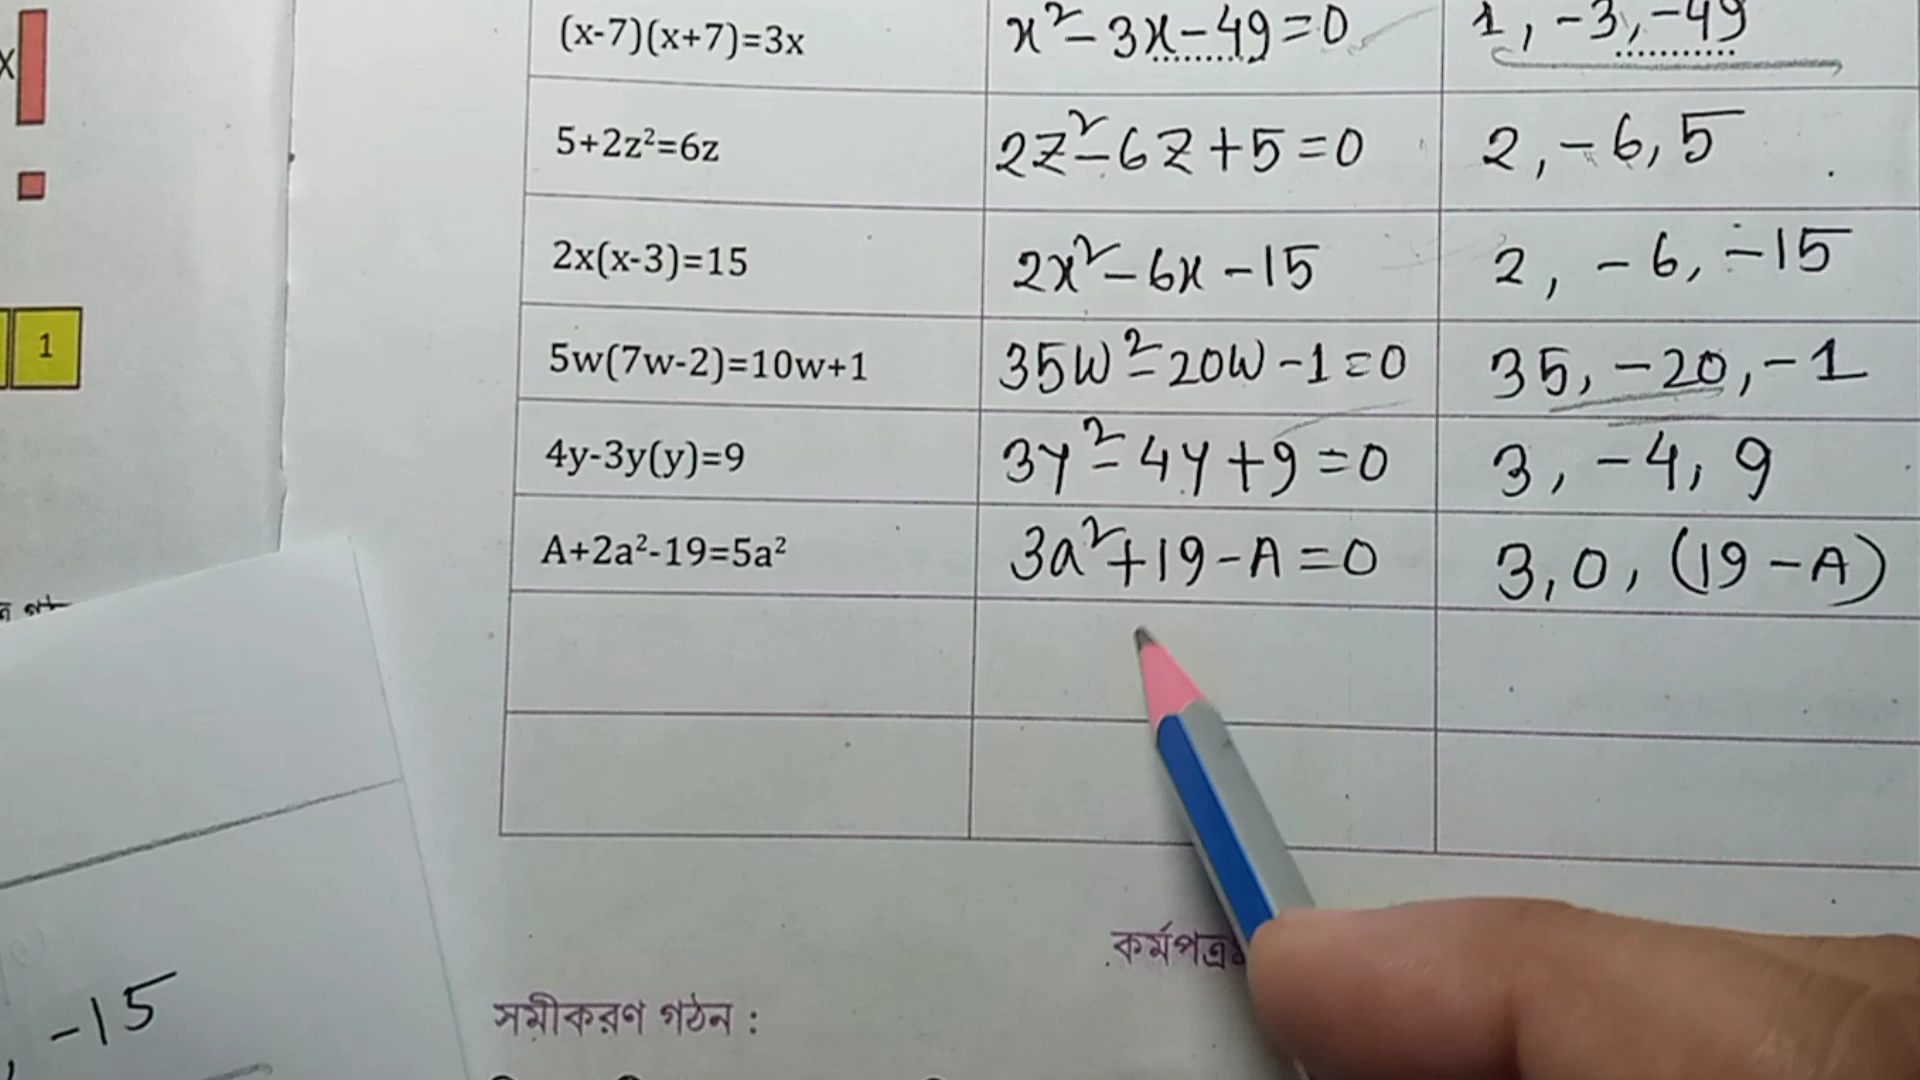 x
(x-7)(x+7)=3x x²-3x-49=0 1, -3, -49
5+2z²=6z 2z²-6z+5=0 2, -6, 5
2x(x-3)=15 2x²-6x-15 2, -6, -15
1
5w(7w-2)=10w+1 35w²-20w-1=0 35, -20, -1
4y-3y(y)=9 3y²-4y+9=0 3, -4, 9
A+2a²-19=5a² 3a²+19-A=0 3, 0, (19-A)
কর্মপত্র
, -15
সমীকরণ গঠন :